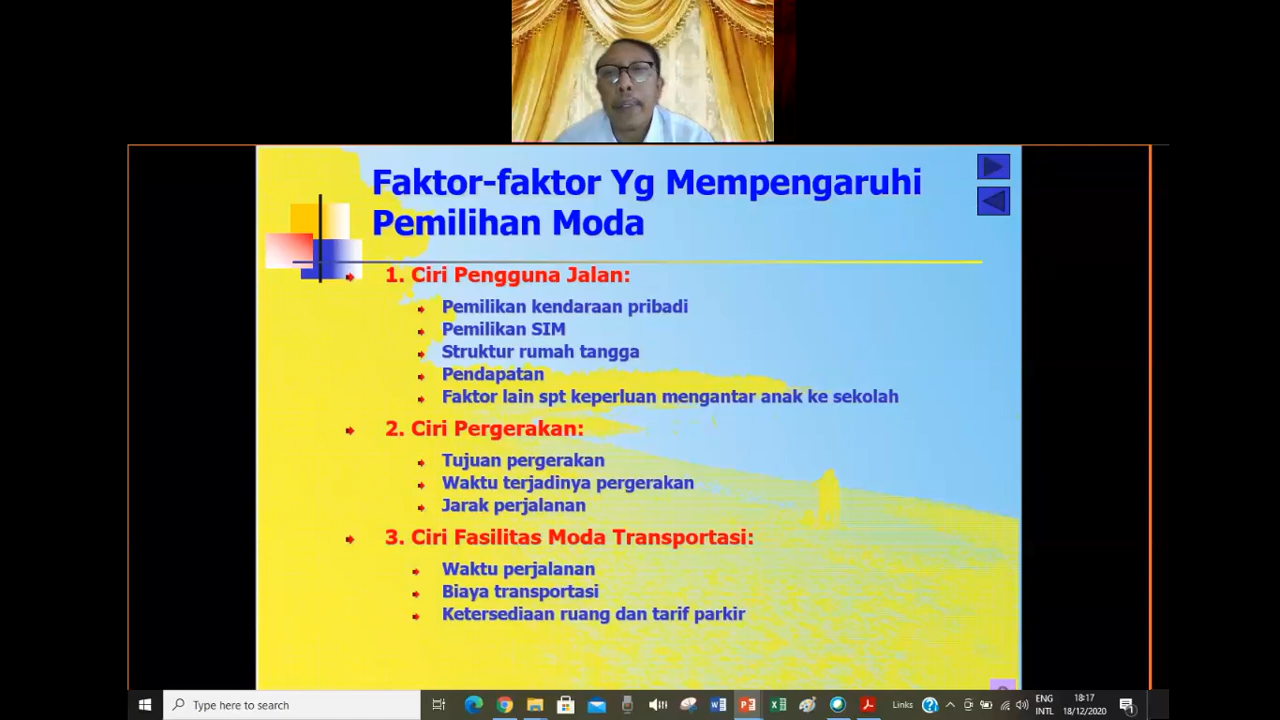 Faktor-faktor Yg Mempengaruhi
Pemilihan Moda
1. Ciri Pengguna Jalan:
Pemilikan kendaraan pribadi
Pemilikan SIM
Struktur rumah tangga
Pendapatan
Faktor lain spt keperluan mengantar anak ke sekolah
2. Ciri Pergerakan:
Tujuan pergerakan
Waktu terjadinya pergerakan
Jarak perjalanan
3. Ciri Fasilitas Moda Transportasi:
Waktu perjalanan
Biaya transportasi
Ketersediaan ruang dan tarif parkir
Type here to search
Links
ENG
INTL
18:17
18/12/2020